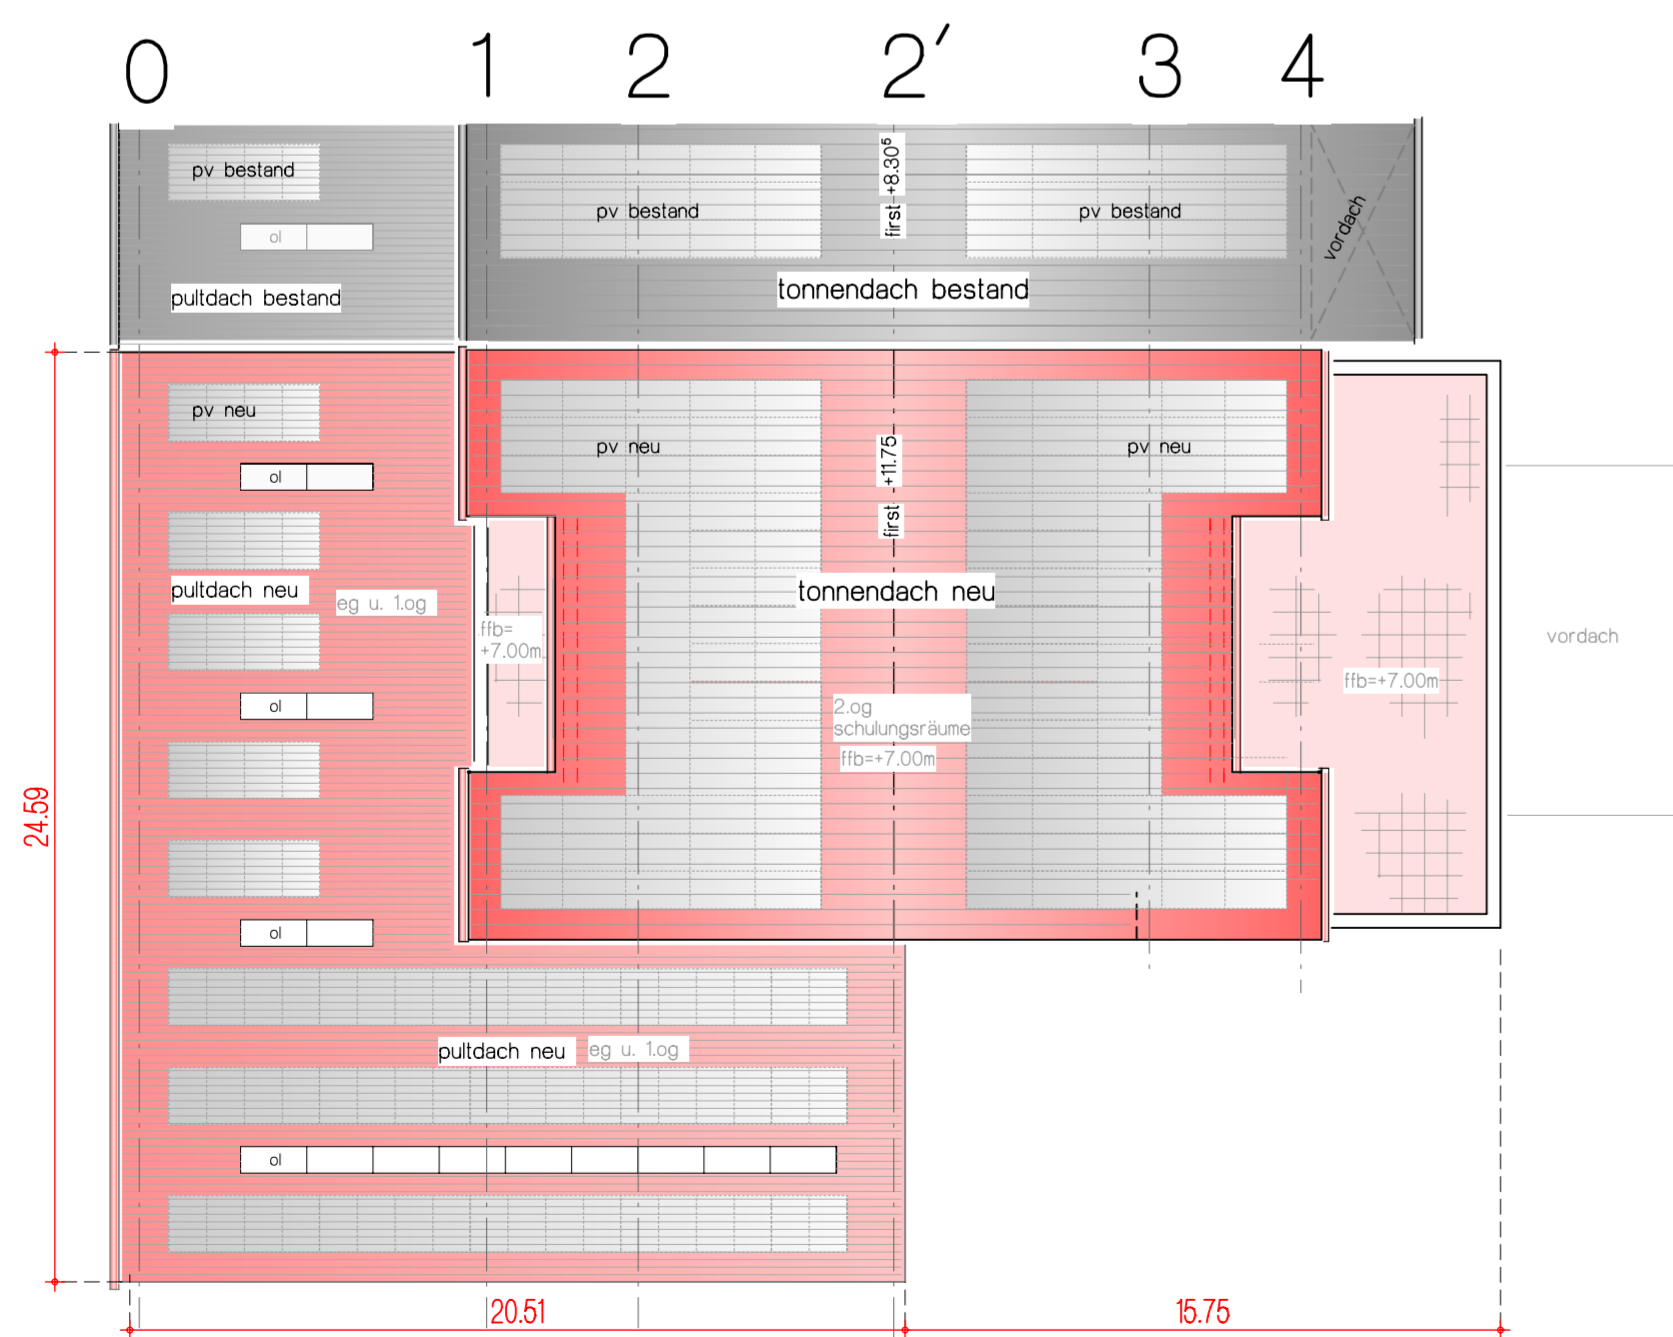 0 1 2 2' 3 4
pv bestand
ol
pultdach bestand
pv bestand
first +8.30⁵
pv bestand
vordach
tonnendach bestand
pv neu
ol
pultdach neu
eg u. 1.og
ol
ol
pv neu
first +11.75
pv neu
tonnendach neu
ffb=
+7.00m
2.og
schulungsräume
ffb=+7.00m
ffb=+7.00m
vordach
pultdach neu
eg u. 1.og
ol
24.59
20.51
15.75